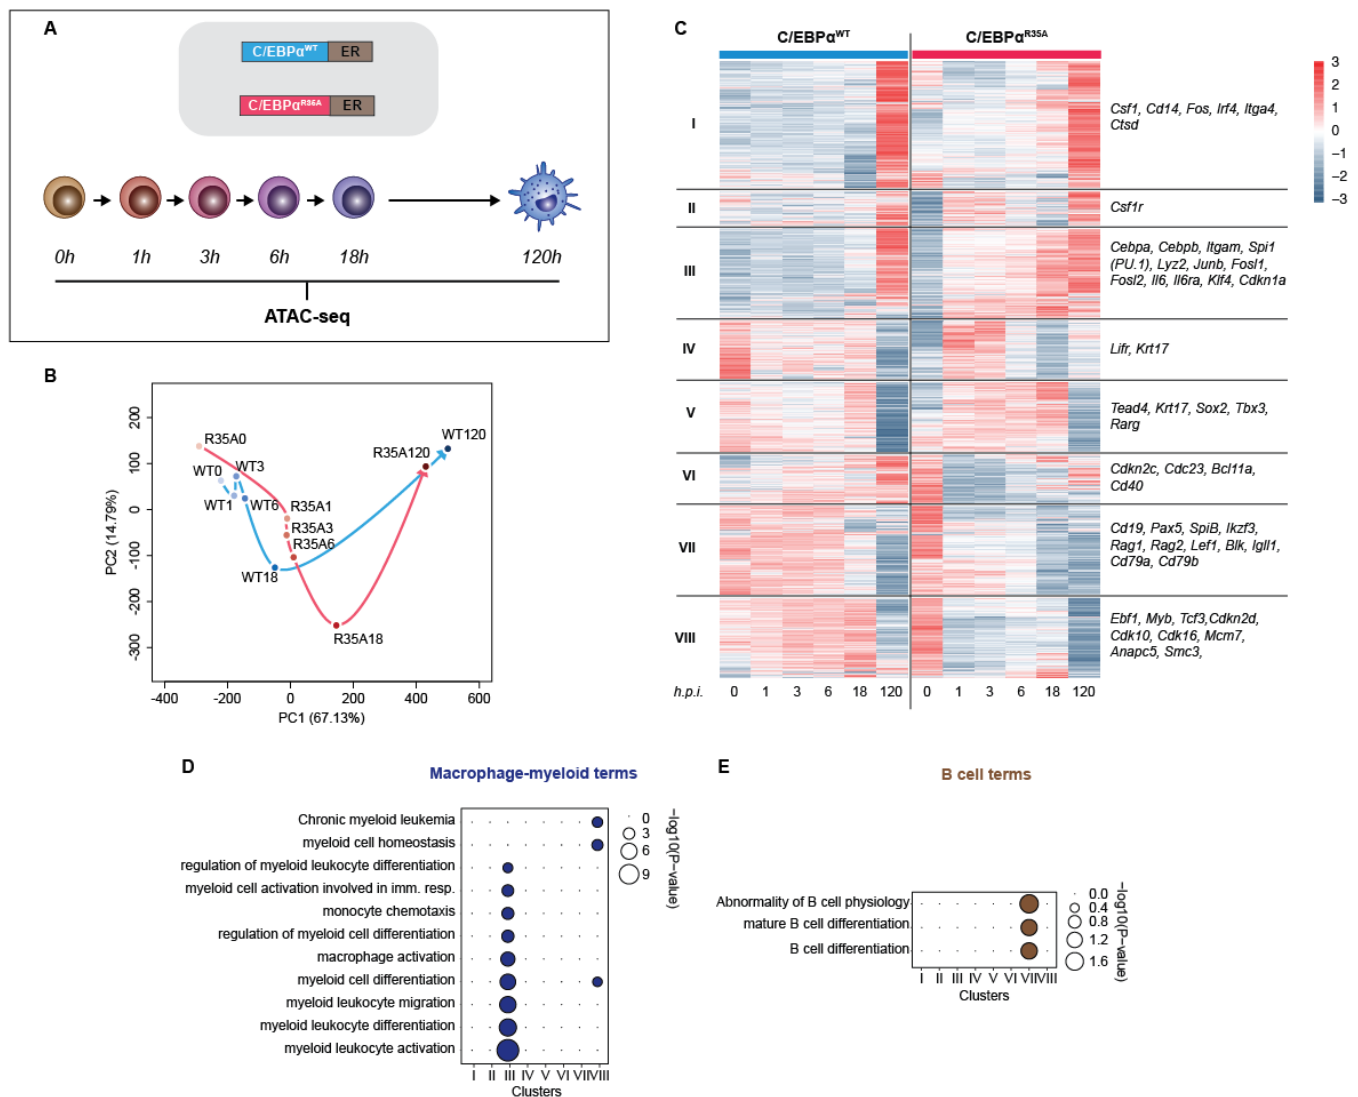 A
C/EBPαWT ER
C/EBPαR35A ER
0h 1h 3h 6h 18h 120h
ATAC-seq
B
PC2 (14.79%)
200
100
0
-100
-200
-300
R35A0
WT0
WT3
WT1
WT6
R35A1
R35A3
R35A6
WT18
R35A18
R35A120
WT120
-400 -200 0 200 400 600
PC1 (67.13%)
C
C/EBPαWT C/EBPαR35A
3
2
1
0
−1
−2
−3
I
Csf1, Cd14, Fos, Irf4, Itga4,
Ctsd
II
Csf1r
III
Cebpa, Cebpb, Itgam, Spi1
(PU.1), Lyz2, Junb, Fosl1,
Fosl2, Il6, Il6ra, Klf4, Cdkn1a
IV
Lifr, Krt17
V
Tead4, Krt17, Sox2, Tbx3,
Rarg
VI
Cdkn2c, Cdc23, Bcl11a,
Cd40
VII
Cd19, Pax5, SpiB, Ikzf3,
Rag1, Rag2, Lef1, Blk, Igll1,
Cd79a, Cd79b
VIII
Ebf1, Myb, Tcf3,Cdkn2d,
Cdk10, Cdk16, Mcm7,
Anapc5, Smc3,
h.p.i. 0 1 3 6 18 120 0 1 3 6 18 120
D
Macrophage-myeloid terms
Chronic myeloid leukemia
myeloid cell homeostasis
regulation of myeloid leukocyte differentiation
myeloid cell activation involved in imm. resp.
monocyte chemotaxis
regulation of myeloid cell differentiation
macrophage activation
myeloid cell differentiation
myeloid leukocyte migration
myeloid leukocyte differentiation
myeloid leukocyte activation
I II III IV V VI VII VIII
Clusters
0
3
6
9
−log10(P−value)
E
B cell terms
Abnormality of B cell physiology
mature B cell differentiation
B cell differentiation
I II III IV V VI VII VIII
Clusters
0.0
0.4
0.8
1.2
1.6
−log10(P−value)